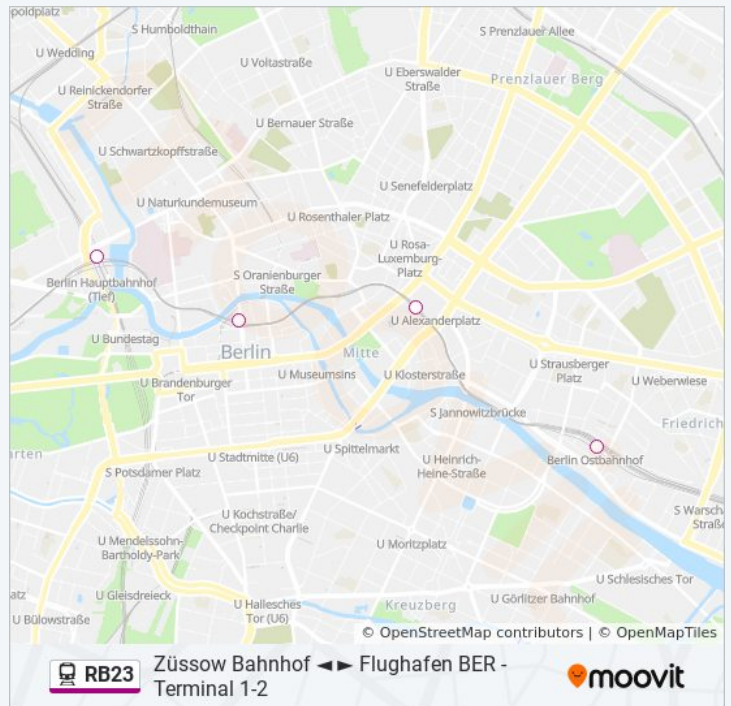 poldplatz
S Humboldthain
S Prenzlauer Allee
U Wedding
U Voltastraße
U Eberswalder
Straße
Prenzlauer Berg
U Reinickendorfer
Straße
U Bernauer Straße
U Schwartzkopffstraße
U Senefelderplatz
U Naturkundemuseum
U Rosenthaler Platz
U Rosa-
Luxemburg-
Platz
S Oranienburger
Straße
Berlin Hauptbahnhof
(Tief)
U Alexanderplatz
U Bundestag
Berlin
Mitte
U Museumsins
U Klosterstraße
U Strausberger
Platz
U Weberwiese
U Brandenburger
Tor
S Jannowitzbrücke
Friedrich
arten
U Stadtmitte (U6)
U Spittelmarkt
U Heinrich-
Heine-Straße
Berlin Ostbahnhof
S Potsdamer Platz
U Kochstraße/
Checkpoint Charlie
S Warsch
Straße
U Mendelssohn-
Bartholdy-Park
U Moritzplatz
U Schlesisches Tor
atz
U Gleisdreieck
U Hallesches
Tor (U6)
Kreuzberg
U Görlitzer Bahnhof
U Bülowstraße
© OpenStreetMap contributors | © OpenMapTiles
RB23
Züssow Bahnhof ◄ ► Flughafen BER -
Terminal 1-2
moovit